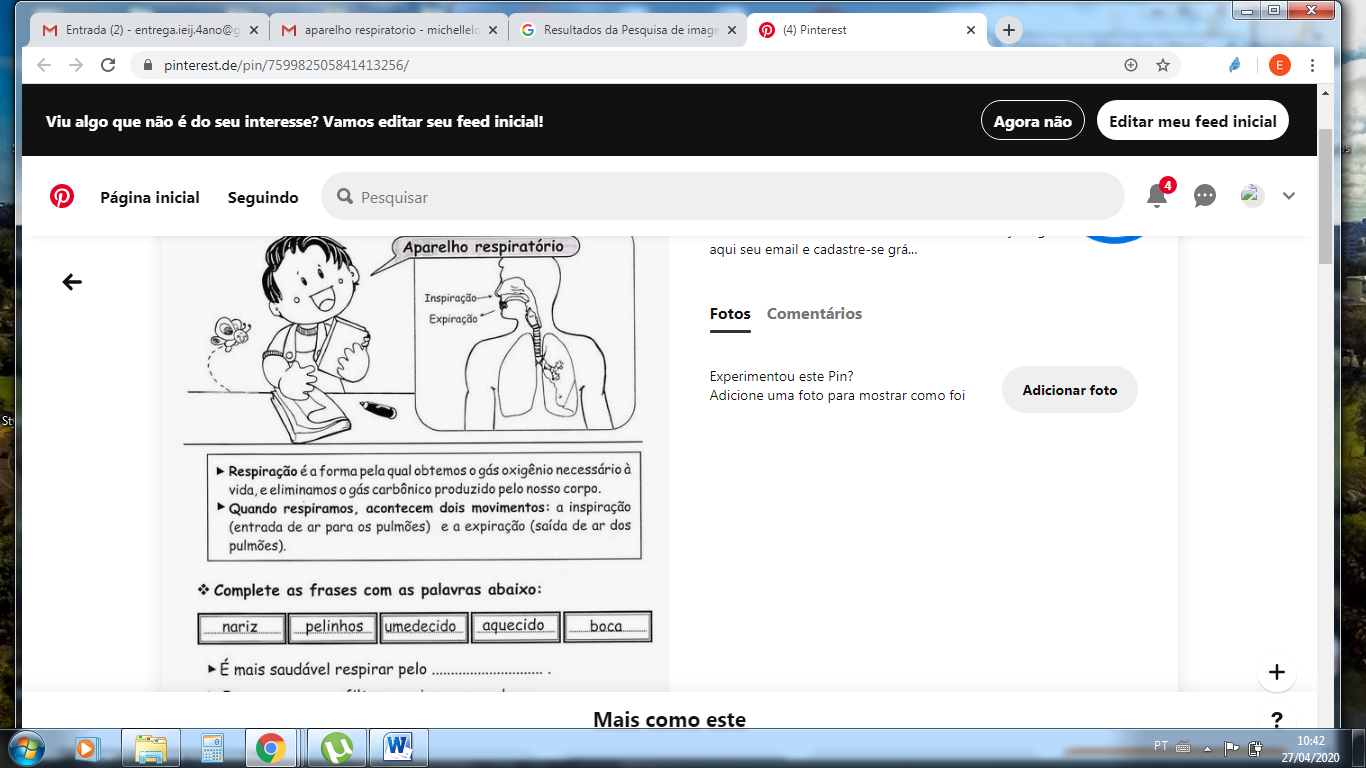 Entrada (2) - entrega.ieij.4ano@g
aparelho respiratorio - michellelo
Resultados da Pesquisa de image
(4) Pinterest
pinterest.de/pin/759982505841413256/
E
Viu algo que não é do seu interesse? Vamos editar seu feed inicial!
Agora não
Editar meu feed inicial
Página inicial
Seguindo
Pesquisar
4
aqui seu email e cadastre-se grá...
Aparelho respiratório
Inspiração
Expiração
Fotos
Comentários
Experimentou este Pin?
Adicione uma foto para mostrar como foi
Adicionar foto
Respiração é a forma pela qual obtemos o gás oxigênio necessário à
vida, e eliminamos o gás carbônico produzido pelo nosso corpo.
Quando respiramos, acontecem dois movimentos: a inspiração
(entrada de ar para os pulmões) e a expiração (saída de ar dos
pulmões).
Complete as frases com as palavras abaixo:
nariz
pelinhos
umedecido
aquecido
boca
É mais saudável respirar pelo ............................ .
Mais como este
?
St
PT
10:42
27/04/2020